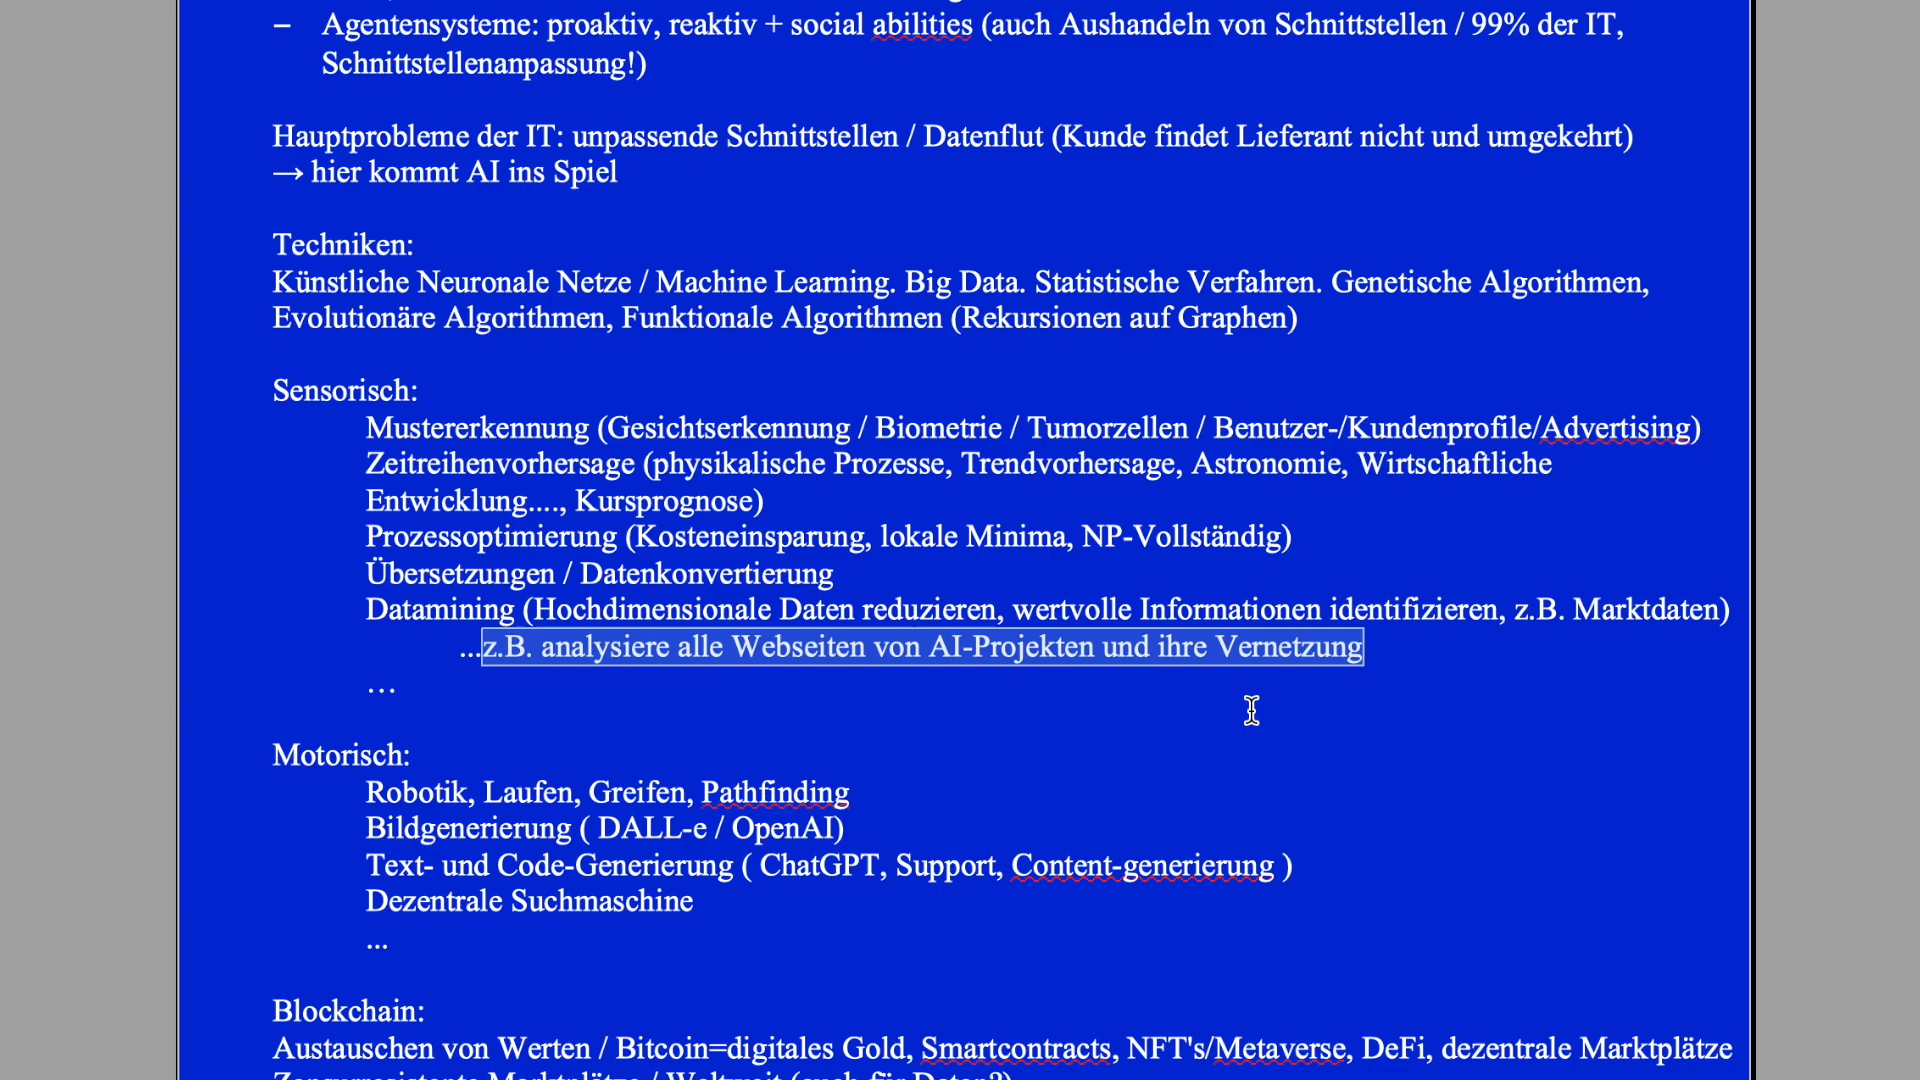 – Agentensysteme: proaktiv, reaktiv + social abilities (auch Aushandeln von Schnittstellen / 99% der IT,
Schnittstellenanpassung!)
Hauptprobleme der IT: unpassende Schnittstellen / Datenflut (Kunde findet Lieferant nicht und umgekehrt)
→ hier kommt AI ins Spiel
Techniken:
Künstliche Neuronale Netze / Machine Learning. Big Data. Statistische Verfahren. Genetische Algorithmen,
Evolutionäre Algorithmen, Funktionale Algorithmen (Rekursionen auf Graphen)
Sensorisch:
Mustererkennung (Gesichtserkennung / Biometrie / Tumorzellen / Benutzer-/Kundenprofile/Advertising)
Zeitreihenvorhersage (physikalische Prozesse, Trendvorhersage, Astronomie, Wirtschaftliche
Entwicklung...., Kursprognose)
Prozessoptimierung (Kosteneinsparung, lokale Minima, NP-Vollständig)
Übersetzungen / Datenkonvertierung
Datamining (Hochdimensionale Daten reduzieren, wertvolle Informationen identifizieren, z.B. Marktdaten)
...z.B. analysiere alle Webseiten von AI-Projekten und ihre Vernetzung
…
Motorisch:
Robotik, Laufen, Greifen, Pathfinding
Bildgenerierung ( DALL-e / OpenAI)
Text- und Code-Generierung ( ChatGPT, Support, Content-generierung )
Dezentrale Suchmaschine
...
Blockchain:
Austauschen von Werten / Bitcoin=digitales Gold, Smartcontracts, NFT's/Metaverse, DeFi, dezentrale Marktplätze